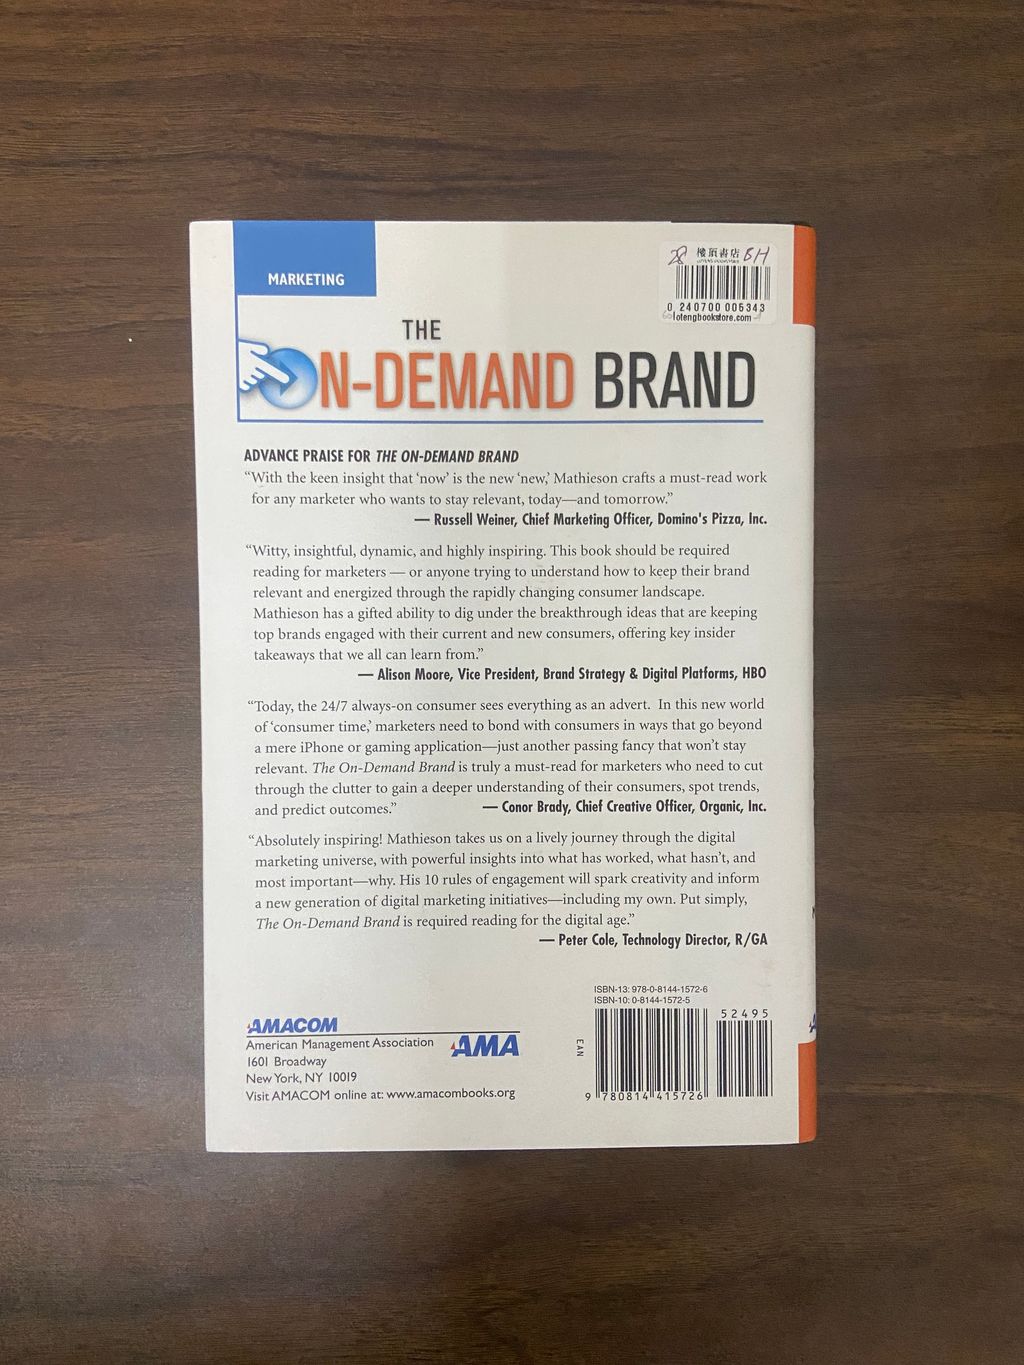 MARKETING
28 樓頂書店 BH
0 240700 006343
lotengbookstore.com
THE
ON-DEMAND BRAND
ADVANCE PRAISE FOR THE ON-DEMAND BRAND
“With the keen insight that ‘now’ is the new ‘new,’ Mathieson crafts a must-read work
for any marketer who wants to stay relevant, today—and tomorrow.”
— Russell Weiner, Chief Marketing Officer, Domino's Pizza, Inc.
“Witty, insightful, dynamic, and highly inspiring. This book should be required
reading for marketers — or anyone trying to understand how to keep their brand
relevant and energized through the rapidly changing consumer landscape.
Mathieson has a gifted ability to dig under the breakthrough ideas that are keeping
top brands engaged with their current and new consumers, offering key insider
takeaways that we all can learn from.”
— Alison Moore, Vice President, Brand Strategy & Digital Platforms, HBO
“Today, the 24/7 always-on consumer sees everything as an advert. In this new world
of ‘consumer time,’ marketers need to bond with consumers in ways that go beyond
a mere iPhone or gaming application—just another passing fancy that won’t stay
relevant. The On-Demand Brand is truly a must-read for marketers who need to cut
through the clutter to gain a deeper understanding of their consumers, spot trends,
and predict outcomes.” — Conor Brady, Chief Creative Officer, Organic, Inc.
“Absolutely inspiring! Mathieson takes us on a lively journey through the digital
marketing universe, with powerful insights into what has worked, what hasn’t, and
most important—why. His 10 rules of engagement will spark creativity and inform
a new generation of digital marketing initiatives—including my own. Put simply,
The On-Demand Brand is required reading for the digital age.”
— Peter Cole, Technology Director, R/GA
ISBN-13: 978-0-8144-1572-6
ISBN-10: 0-8144-1572-5
52495
EAN
9 780814 415726
AMACOM
American Management Association
1601 Broadway
New York, NY 10019
Visit AMACOM online at: www.amacombooks.org
AMA